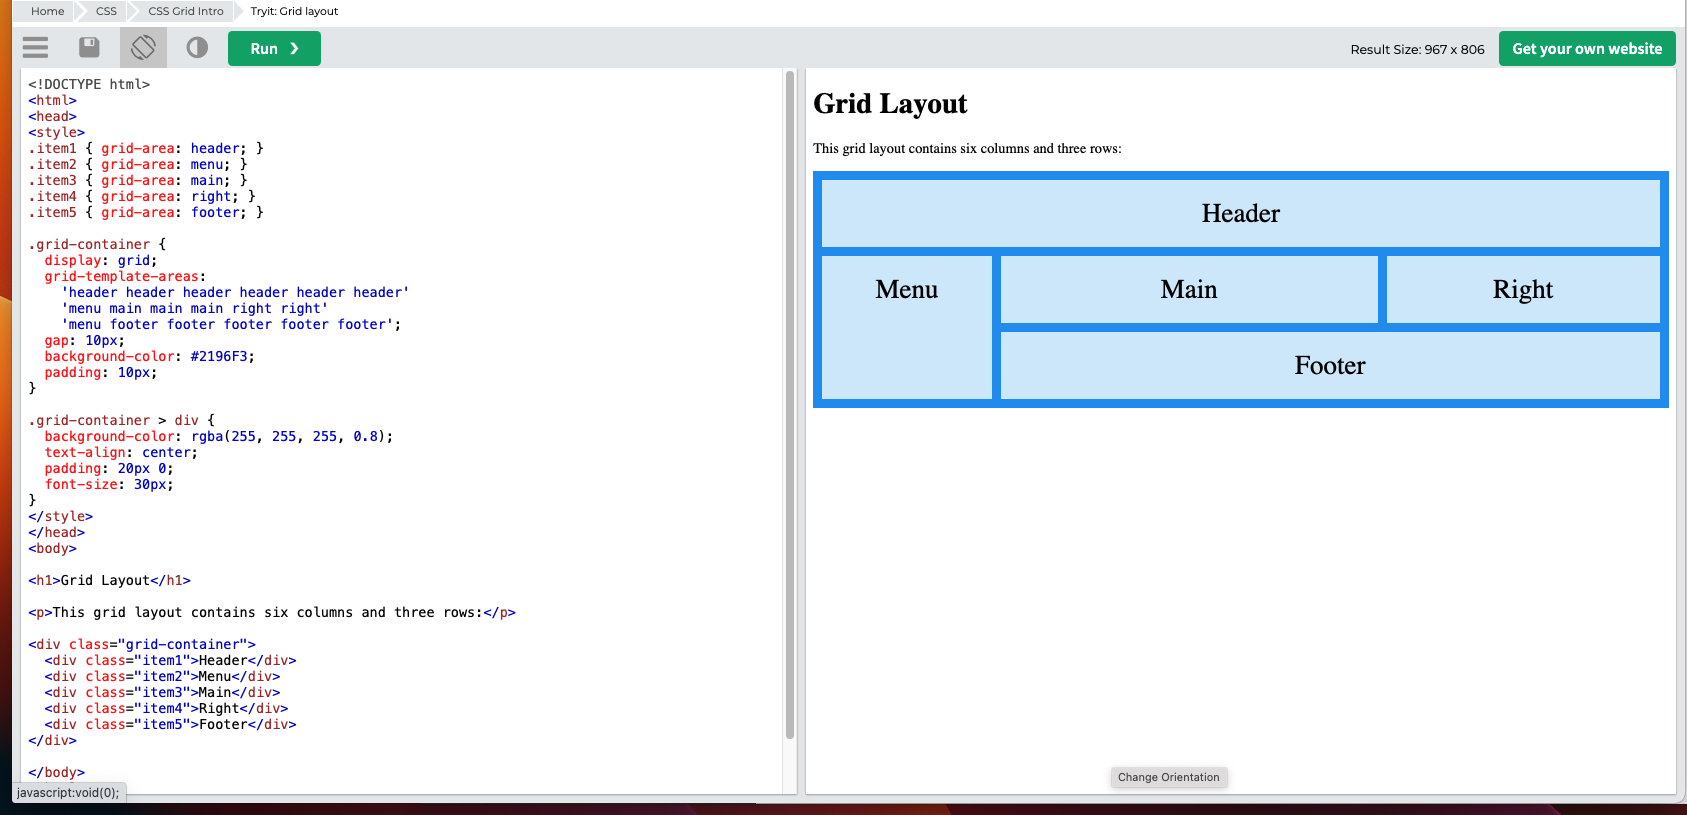 Home CSS CSS Grid Intro Tryit: Grid layout
Run ❯ Result Size: 967 x 806 Get your own website
<!DOCTYPE html>
<html>
<head>
<style>
.item1 { grid-area: header; }
.item2 { grid-area: menu; }
.item3 { grid-area: main; }
.item4 { grid-area: right; }
.item5 { grid-area: footer; }
.grid-container {
  display: grid;
  grid-template-areas:
    'header header header header header header'
    'menu main main main right right'
    'menu footer footer footer footer footer';
  gap: 10px;
  background-color: #2196F3;
  padding: 10px;
}
.grid-container > div {
  background-color: rgba(255, 255, 255, 0.8);
  text-align: center;
  padding: 20px 0;
  font-size: 30px;
}
</style>
</head>
<body>
<h1>Grid Layout</h1>
<p>This grid layout contains six columns and three rows:</p>
<div class="grid-container">
  <div class="item1">Header</div>
  <div class="item2">Menu</div>
  <div class="item3">Main</div>
  <div class="item4">Right</div>
  <div class="item5">Footer</div>
</div>
</body>
javascript:void(0);
Grid Layout
This grid layout contains six columns and three rows:
Header
Menu Main Right
Footer
Change Orientation